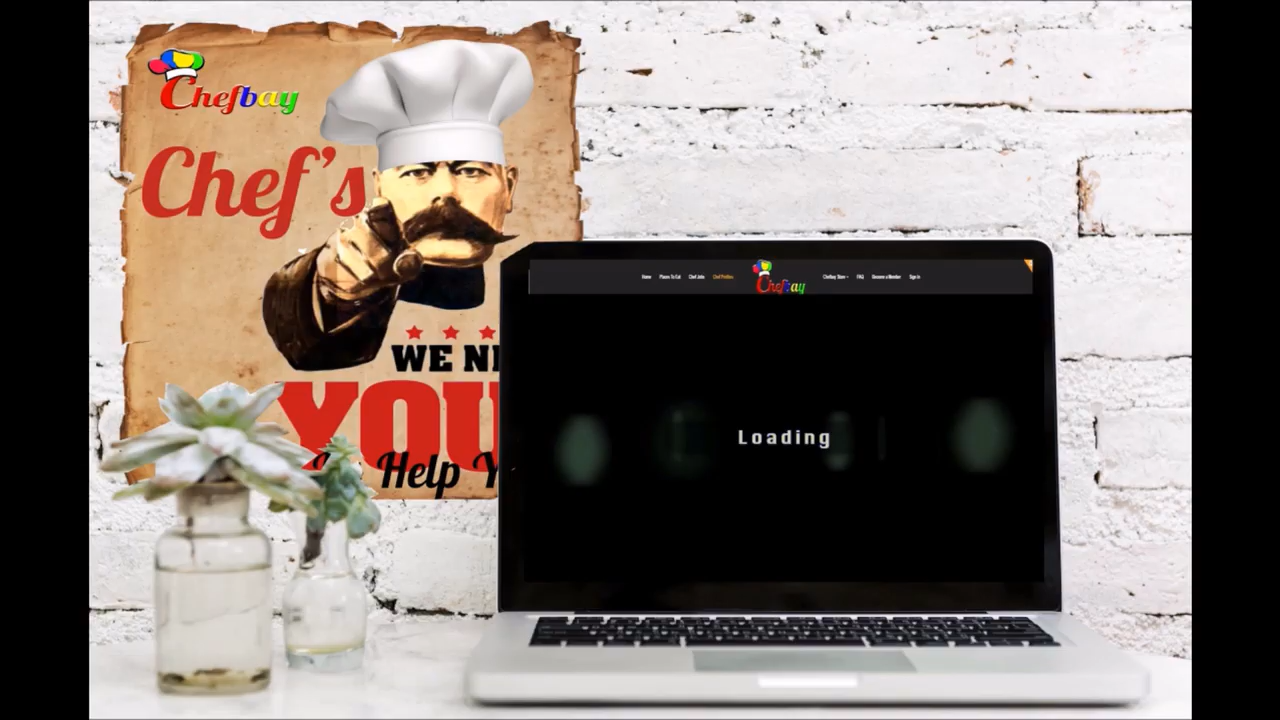 Chefbay
Chef's
WE NE
YOU
Help Y
Home Places To Eat Chef Jobs Chef Profiles Chefbay Chefbay Store FAQ Become a Member Sign In
Loading